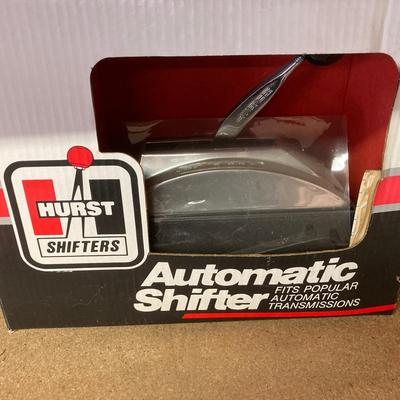 HURST
SHIFTERS
Automatic
Shifter
FITS POPULAR
AUTOMATIC
TRANSMISSIONS